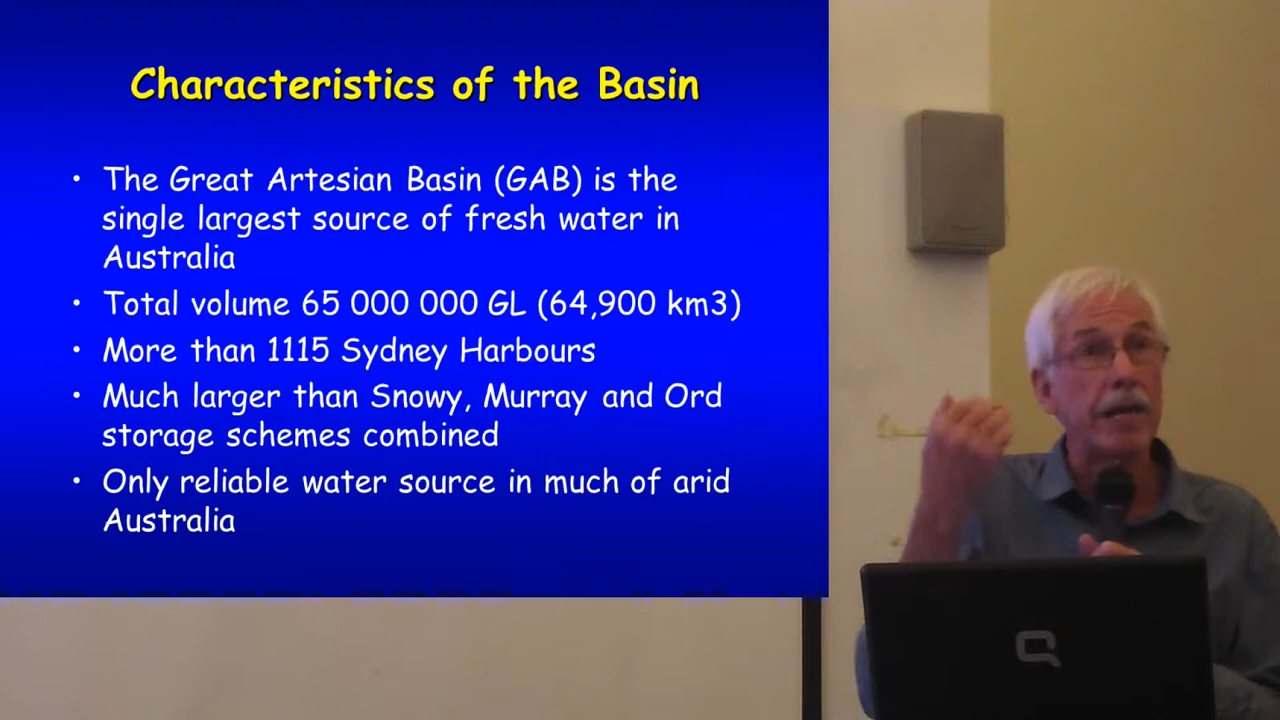 Characteristics of the Basin
• The Great Artesian Basin (GAB) is the
single largest source of fresh water in
Australia
• Total volume 65 000 000 GL (64,900 km3)
• More than 1115 Sydney Harbours
• Much larger than Snowy, Murray and Ord
storage schemes combined
• Only reliable water source in much of arid
Australia